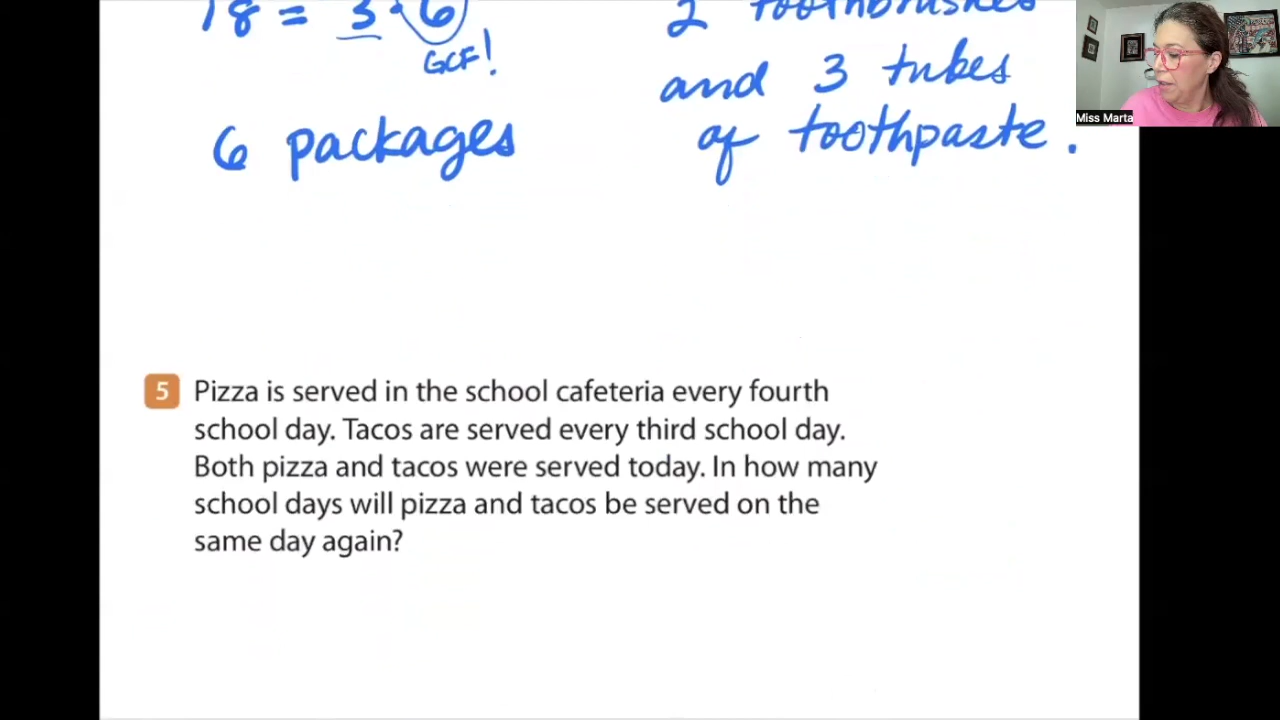 18 = 3 · 6
GCF!
6 packages
2 toothbrushes
and 3 tubes
of toothpaste.
Miss Marta
5 Pizza is served in the school cafeteria every fourth
school day. Tacos are served every third school day.
Both pizza and tacos were served today. In how many
school days will pizza and tacos be served on the
same day again?